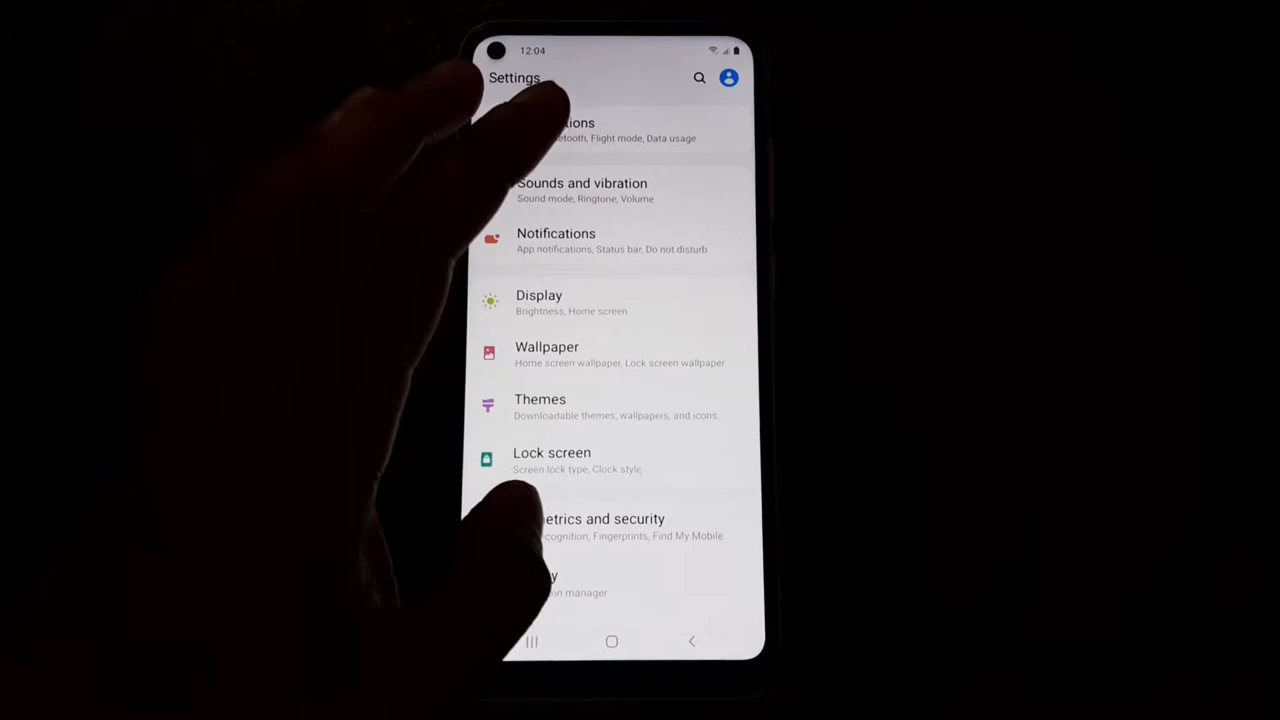 12:04
Settings
tions
etooth, Flight mode, Data usage
Sounds and vibration
Sound mode, Ringtone, Volume
Notifications
App notifications, Status bar, Do not disturb
Display
Brightness, Home screen
Wallpaper
Home screen wallpaper, Lock screen wallpaper
Themes
Downloadable themes, wallpapers, and icons
Lock screen
Screen lock type, Clock style
etrics and security
cognition, Fingerprints, Find My Mobile
y
on manager